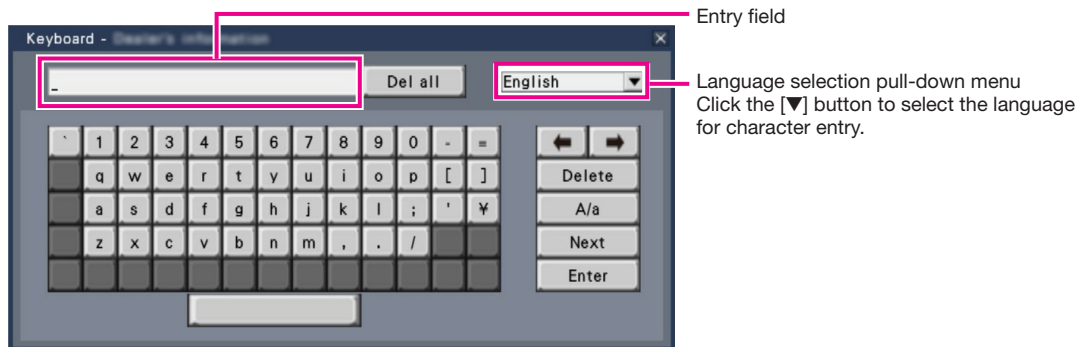 Entry field
Keyboard -
_
Del all
English ▼
Language selection pull-down menu
Click the [▼] button to select the language
for character entry.
` 1 2 3 4 5 6 7 8 9 0 - =
q w e r t y u i o p [ ]
Delete
a s d f g h j k l ; ' ¥
A/a
z x c v b n m , . /
Next
Enter